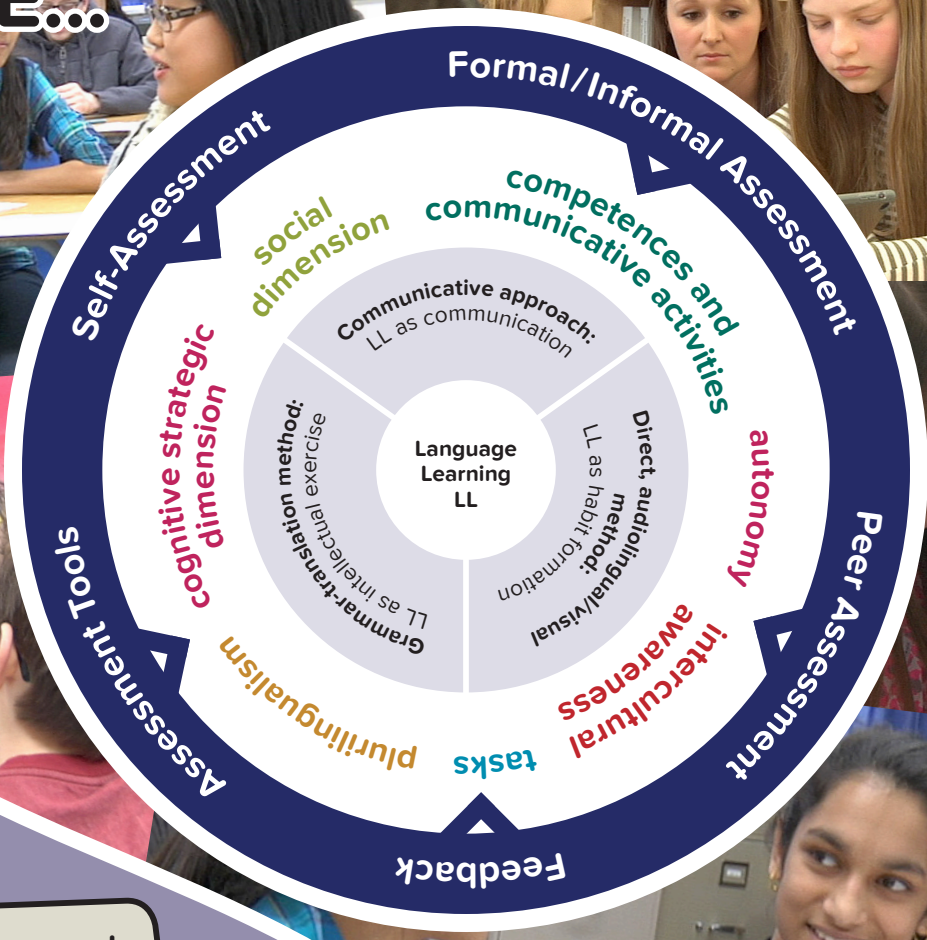 Formal/Informal Assessment
Peer Assessment
Feedback
Assessment Tools
Self-Assessment
social
dimension
competences and
communicative activities
autonomy
intercultural
awareness
tasks
plurilingualism
cognitive strategic
dimension
Communicative approach:
LL as communication
Direct, audiolingual/visual
method:
LL as habit formation
Grammar-translation method:
LL as intellectual exercise
Language
Learning
LL